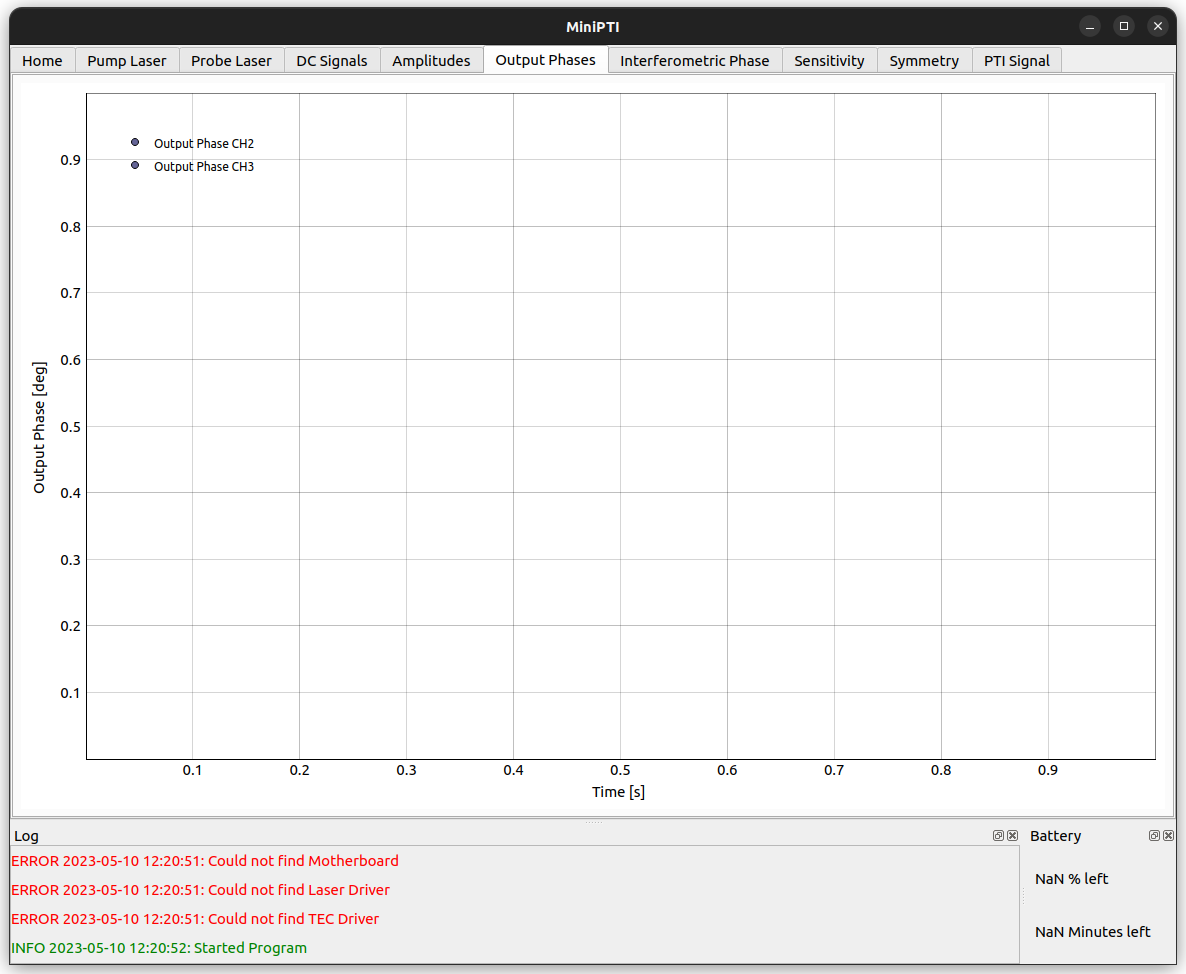 MiniPTI
Home Pump Laser Probe Laser DC Signals Amplitudes Output Phases Interferometric Phase Sensitivity Symmetry PTI Signal
Output Phase CH2
Output Phase CH3
0.9
0.8
0.7
0.6
0.5
0.4
0.3
0.2
0.1
Output Phase [deg]
0.1 0.2 0.3 0.4 0.5 0.6 0.7 0.8 0.9
Time [s]
Log
ERROR 2023-05-10 12:20:51: Could not find Motherboard
ERROR 2023-05-10 12:20:51: Could not find Laser Driver
ERROR 2023-05-10 12:20:51: Could not find TEC Driver
INFO 2023-05-10 12:20:52: Started Program
Battery
NaN % left
NaN Minutes left